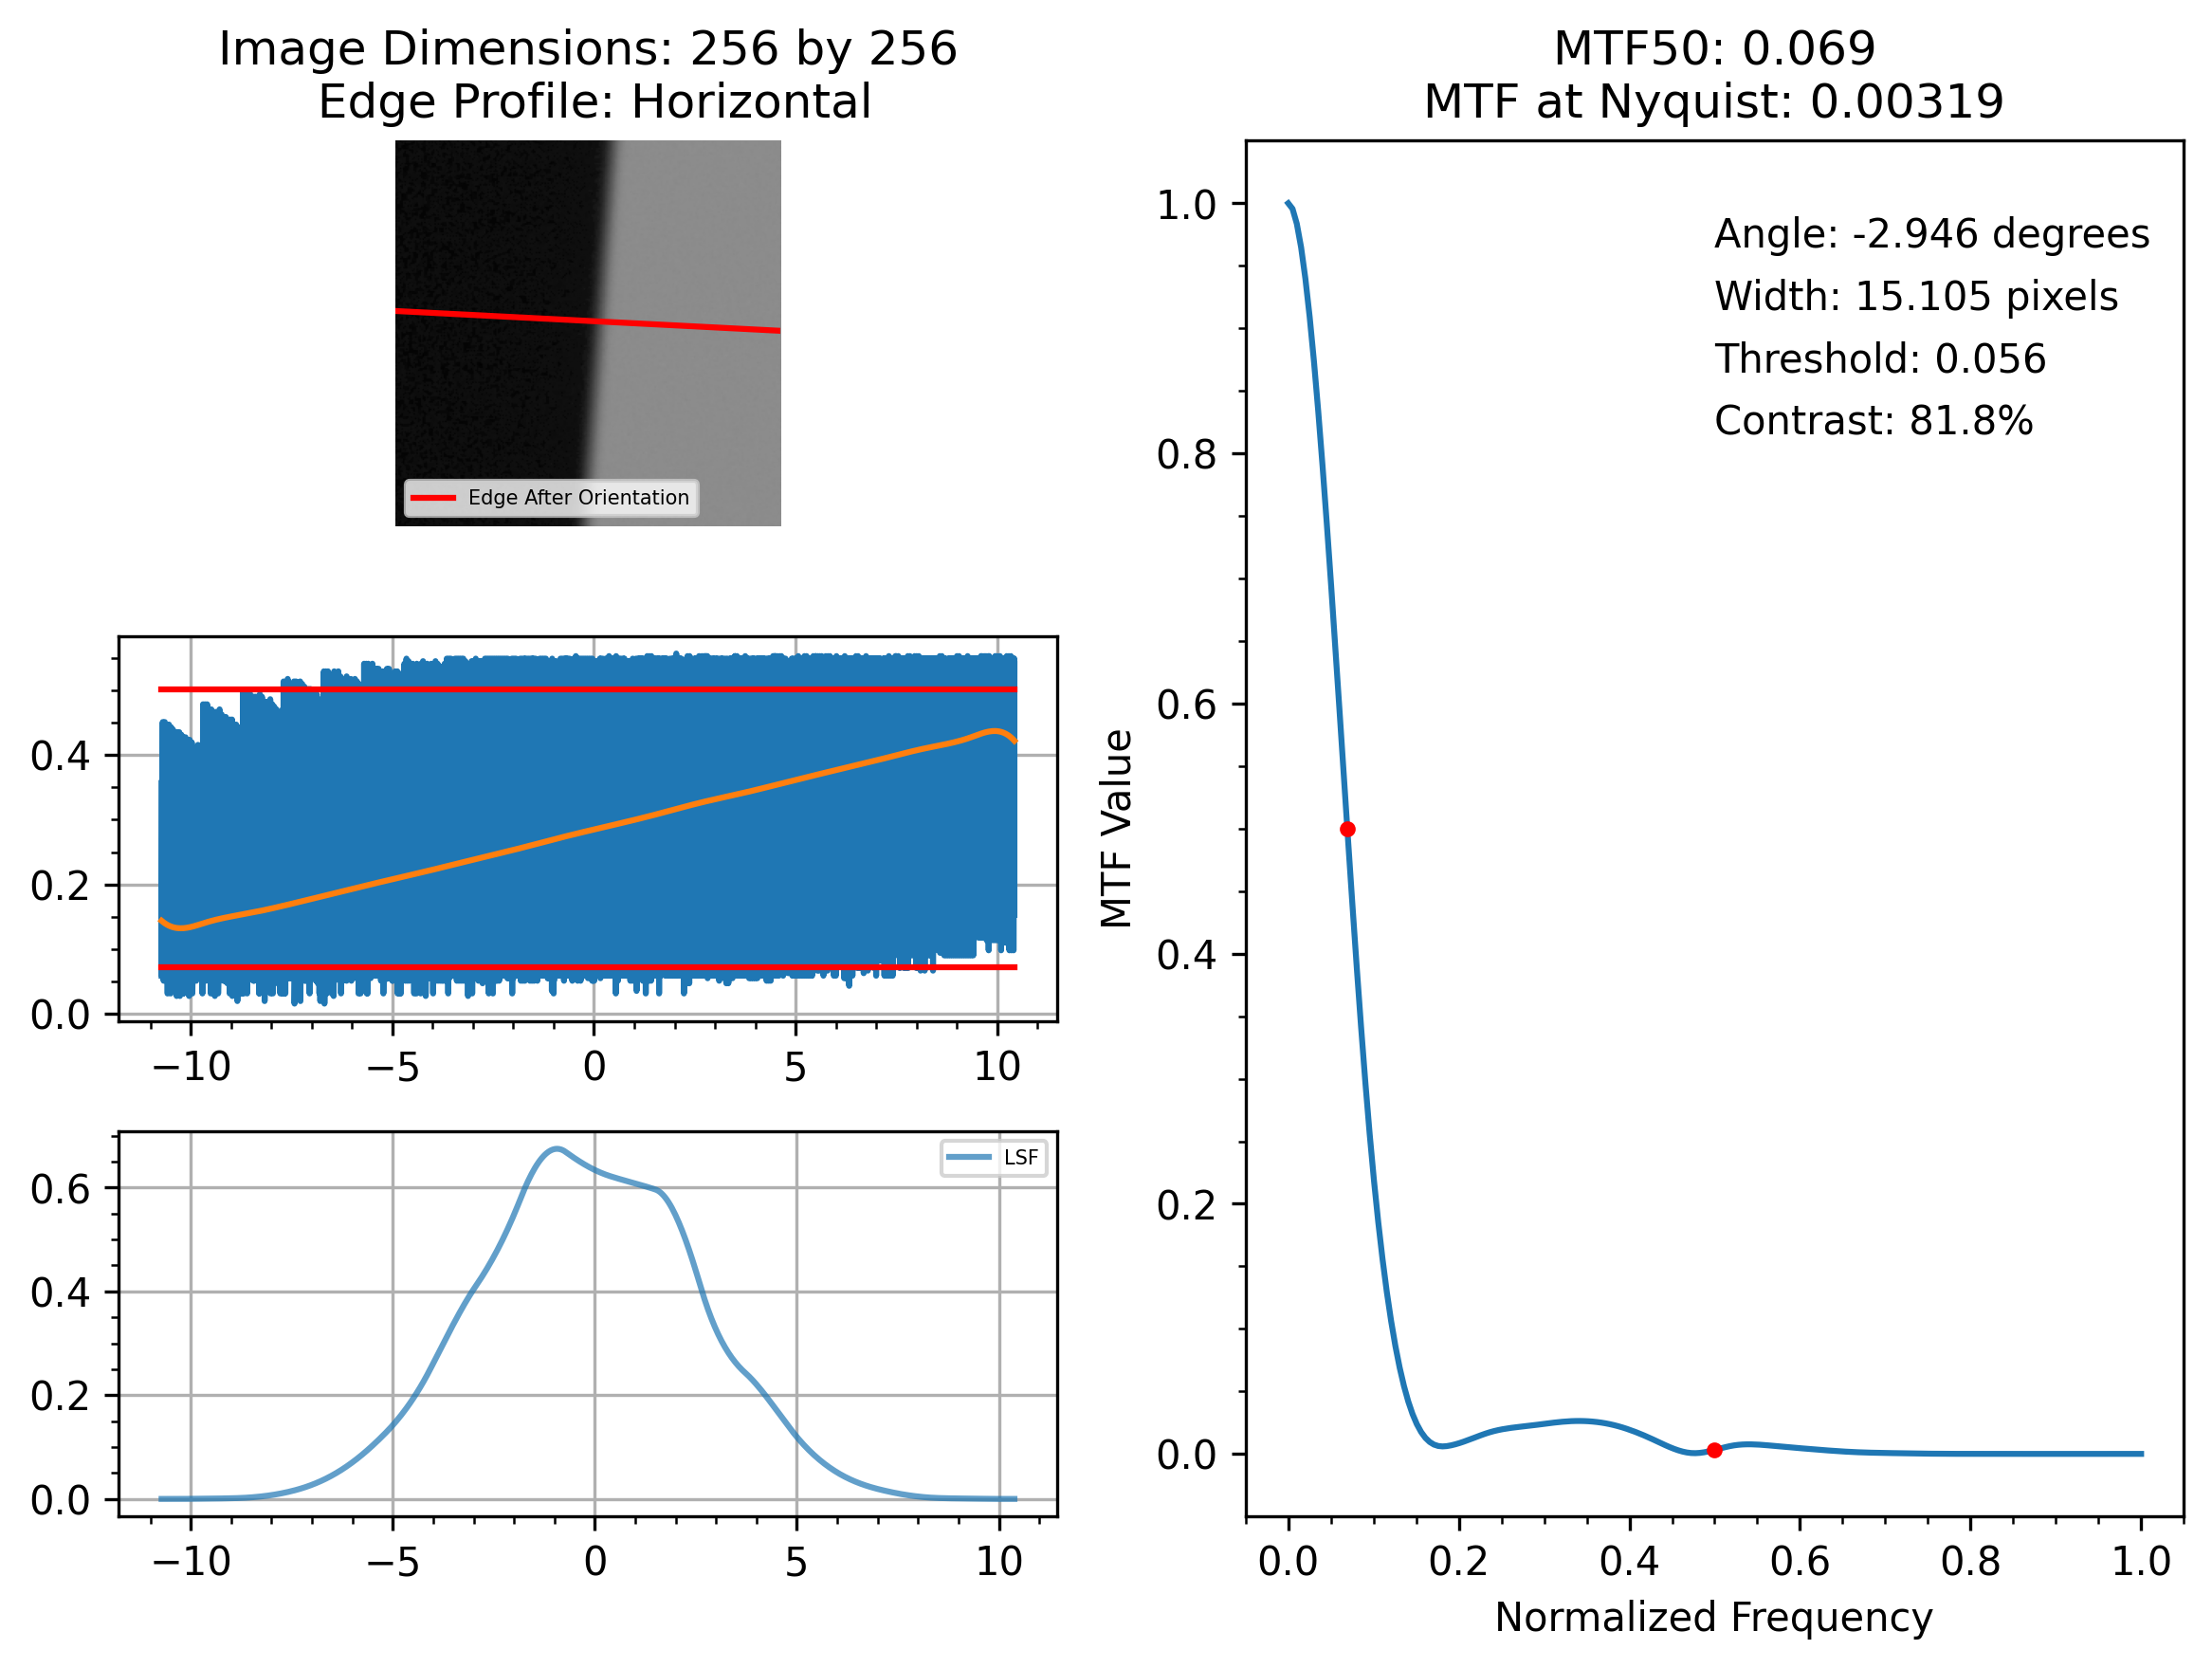 Image Dimensions: 256 by 256
Edge Profile: Horizontal
Edge After Orientation
0.4
0.2
0.0
−10 −5 0 5 10
LSF
0.6
0.4
0.2
0.0
−10 −5 0 5 10
MTF50: 0.069
MTF at Nyquist: 0.00319
Angle: -2.946 degrees
Width: 15.105 pixels
Threshold: 0.056
Contrast: 81.8%
MTF Value
1.0
0.8
0.6
0.4
0.2
0.0
0.0 0.2 0.4 0.6 0.8 1.0
Normalized Frequency